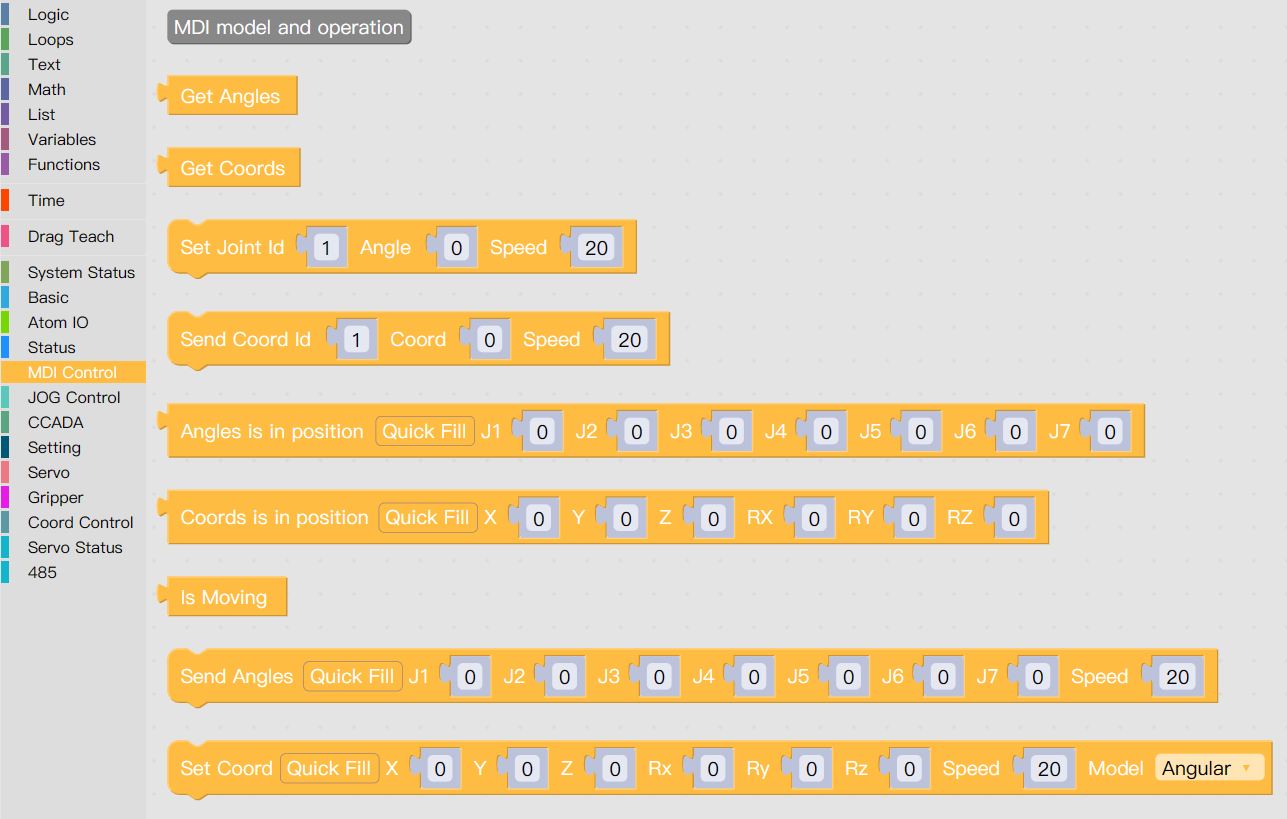 Logic
Loops
Text
Math
List
Variables
Functions
Time
Drag Teach
System Status
Basic
Atom IO
Status
MDI Control
JOG Control
CCADA
Setting
Servo
Gripper
Coord Control
Servo Status
485
MDI model and operation
Get Angles
Get Coords
Set Joint Id 1 Angle 0 Speed 20
Send Coord Id 1 Coord 0 Speed 20
Angles is in position Quick Fill J1 0 J2 0 J3 0 J4 0 J5 0 J6 0 J7 0
Coords is in position Quick Fill X 0 Y 0 Z 0 RX 0 RY 0 RZ 0
Is Moving
Send Angles Quick Fill J1 0 J2 0 J3 0 J4 0 J5 0 J6 0 J7 0 Speed 20
Set Coord Quick Fill X 0 Y 0 Z 0 Rx 0 Ry 0 Rz 0 Speed 20 Model Angular